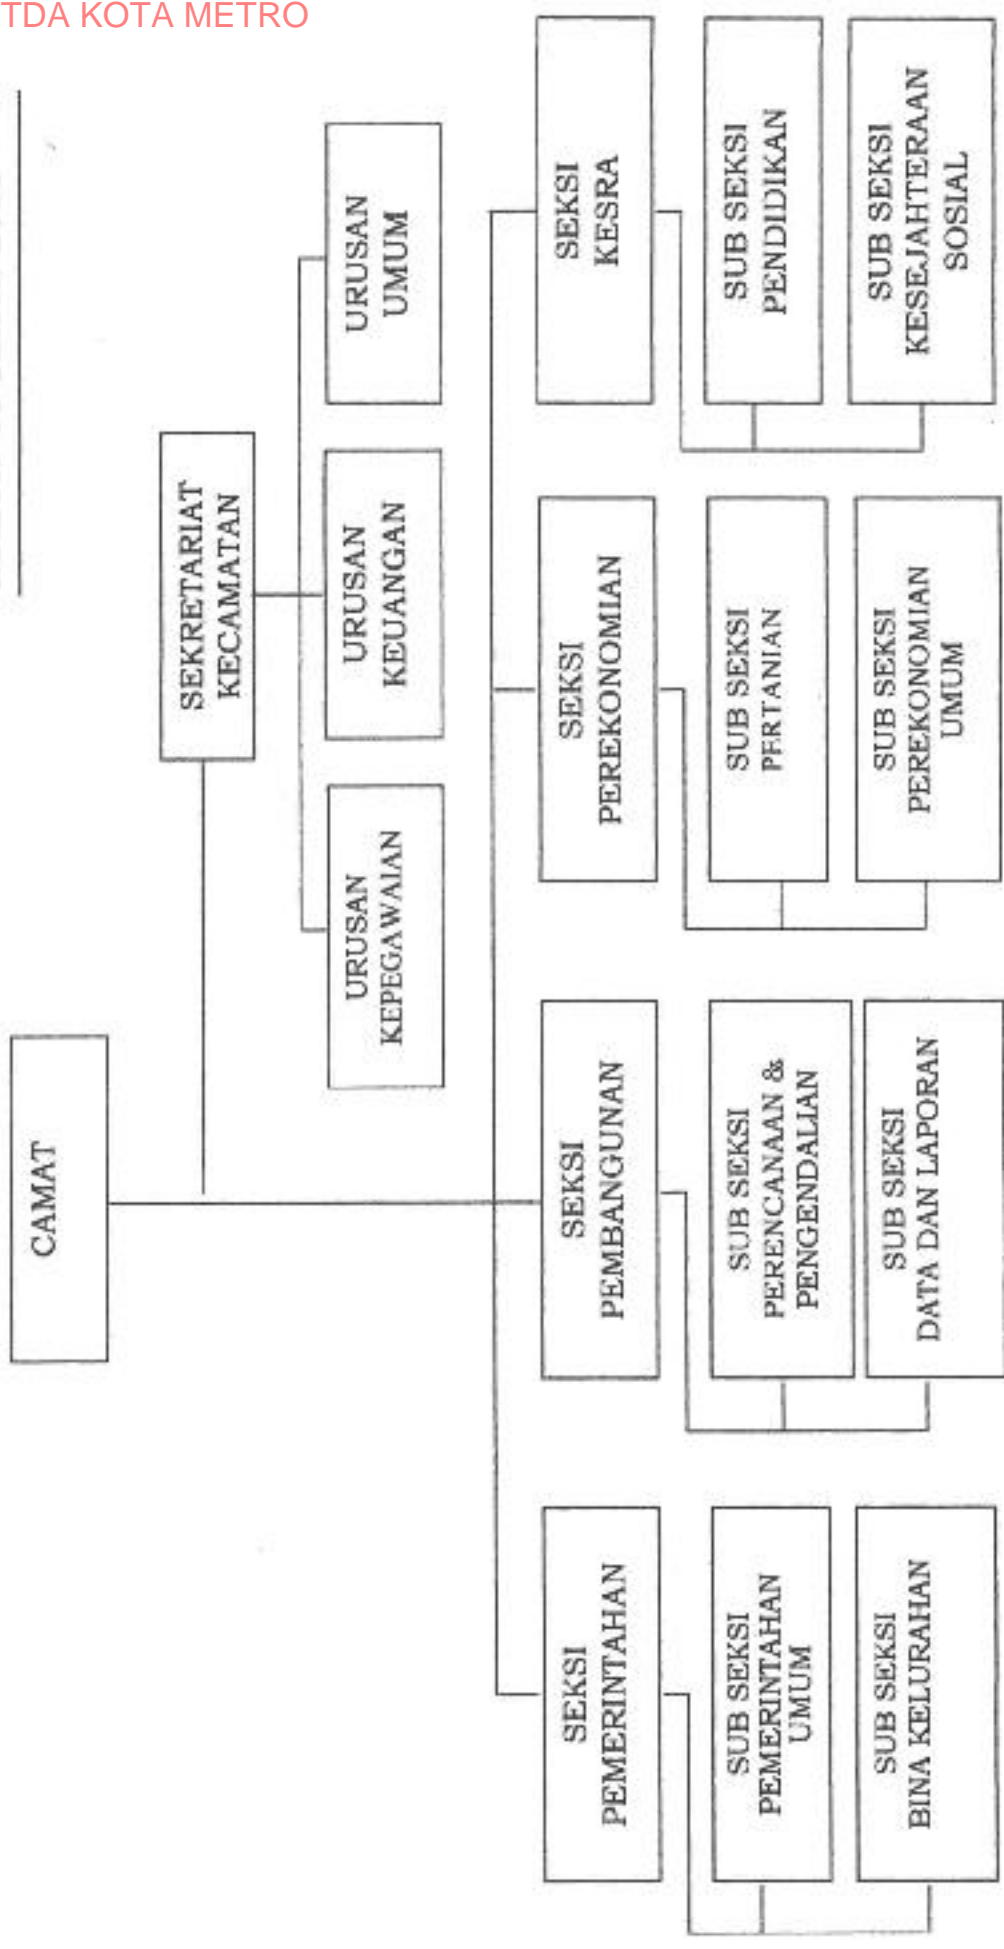 TDA KOTA METRO
CAMAT
SEKRETARIAT
KECAMATAN
URUSAN
KEPEGAWAIAN
URUSAN
KEUANGAN
URUSAN
UMUM
SEKSI
PEMERINTAHAN
SEKSI
PEMBANGUNAN
SEKSI
PEREKONOMIAN
SEKSI
KESRA
SUB SEKSI
PEMERINTAHAN
UMUM
SUB SEKSI
PERENCANAAN &
PENGENDALIAN
SUB SEKSI
PERTANIAN
SUB SEKSI
PENDIDIKAN
SUB SEKSI
BINA KELURAHAN
SUB SEKSI
DATA DAN LAPORAN
SUB SEKSI
PEREKONOMIAN
UMUM
SUB SEKSI
KESEJAHTERAAN
SOSIAL